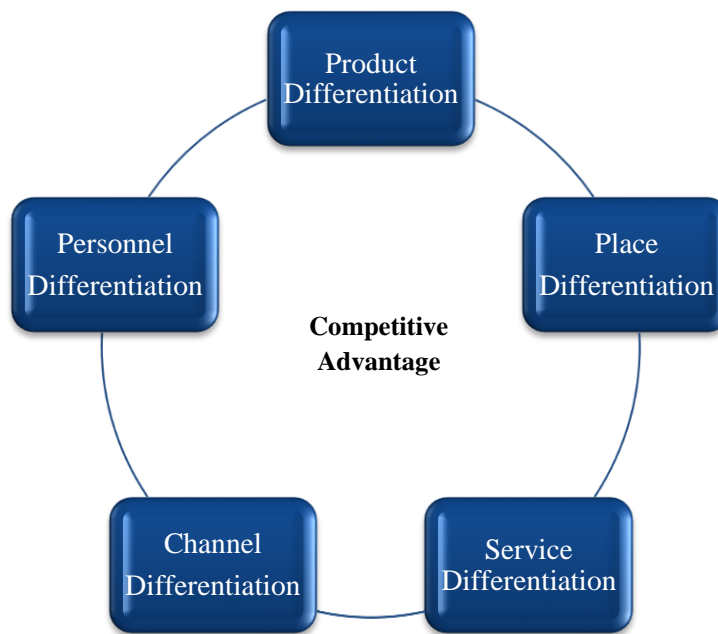 Product
Differentiation
Personnel
Differentiation
Place
Differentiation
Competitive
Advantage
Channel
Differentiation
Service
Differentiation